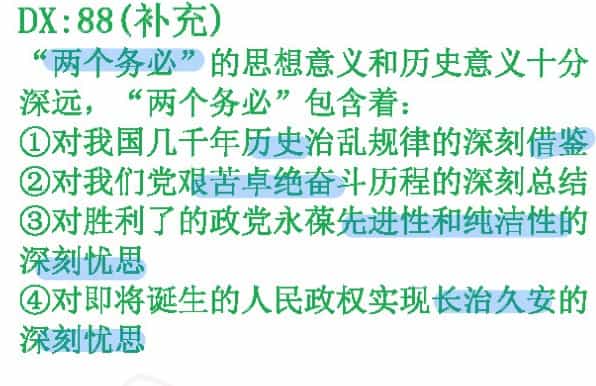 DX:88(补充)
“两个务必”的思想意义和历史意义十分
深远，“两个务必”包含着：
①对我国几千年历史治乱规律的深刻借鉴
②对我们党艰苦卓绝奋斗历程的深刻总结
③对胜利了的政党永葆先进性和纯洁性的
深刻忧思
④对即将诞生的人民政权实现长治久安的
深刻忧思